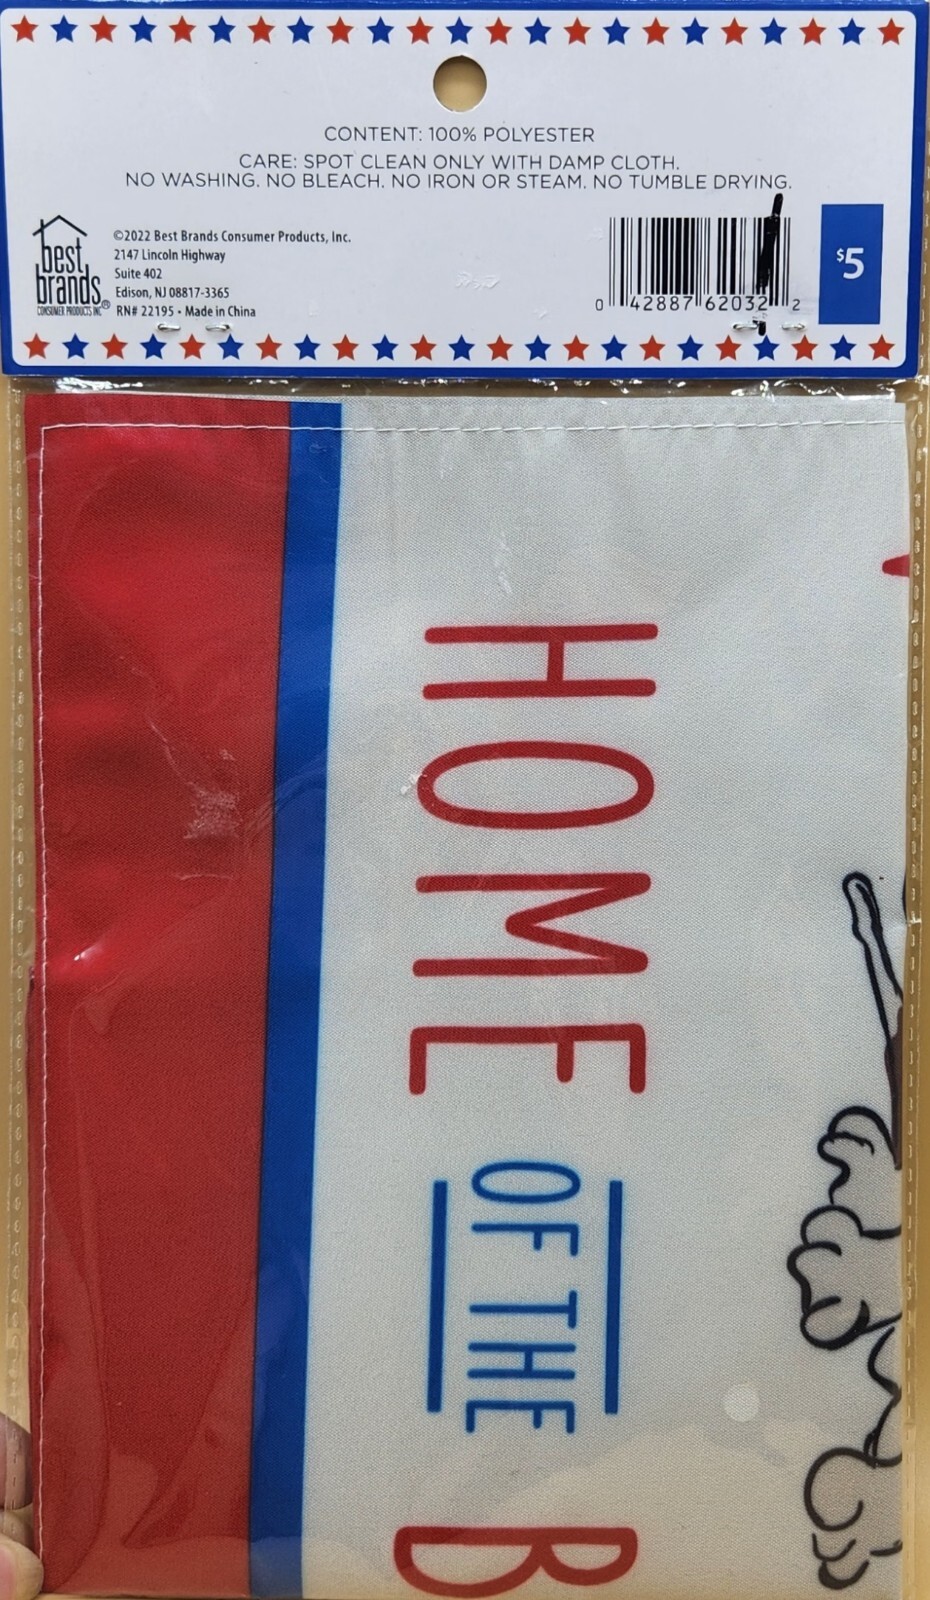 CONTENT: 100% POLYESTER
CARE: SPOT CLEAN ONLY WITH DAMP CLOTH.
NO WASHING. NO BLEACH. NO IRON OR STEAM. NO TUMBLE DRYING.
best
brands
CONSUMER PRODUCTS INC®
©2022 Best Brands Consumer Products, Inc.
2147 Lincoln Highway
Suite 402
Edison, NJ 08817-3365
RN# 22195 • Made in China
0 42887 62032 2
$5
HOME
OF THE
B